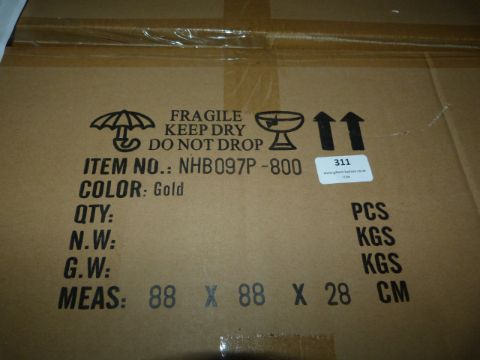 FRAGILE
KEEP DRY
DO NOT DROP
311
ITEM NO.: NHB097P-800
COLOR: Gold
QTY: PCS
N.W: KGS
G.W: KGS
MEAS: 88 X 88 X 28 CM